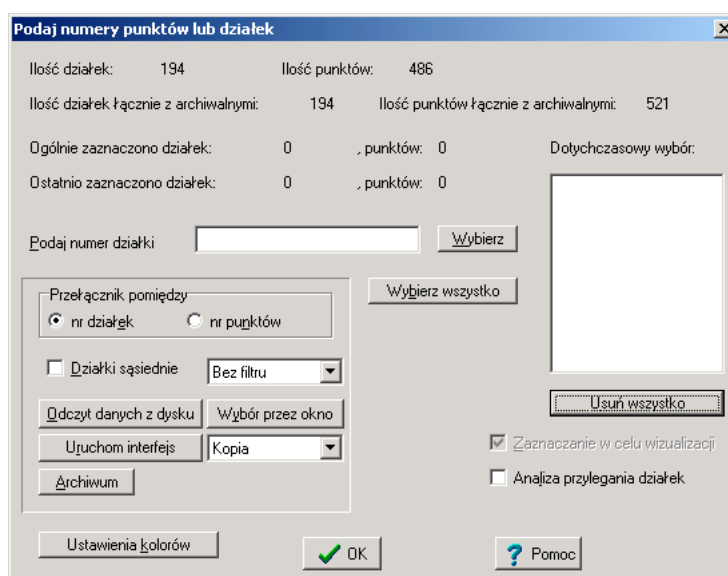 Podaj numery punktów lub działek
Ilość działek: 194 Ilość punktów: 486
Ilość działek łącznie z archiwalnymi: 194 Ilość punktów łącznie z archiwalnymi: 521
Ogólnie zaznaczono działek: 0 , punktów: 0 Dotychczasowy wybór:
Ostatnio zaznaczono działek: 0 , punktów: 0
Podaj numer działki Wybierz
Wybierz wszystko
Przełącznik pomiędzy
nr działek nr punktów
Działki sąsiednie Bez filtru
Usuń wszystko
Odczyt danych z dysku Wybór przez okno
Uruchom interfejs Kopia
Zaznaczanie w celu wizualizacji
Archiwum
Analiza przylegania działek
Ustawienia kolorów OK Pomoc